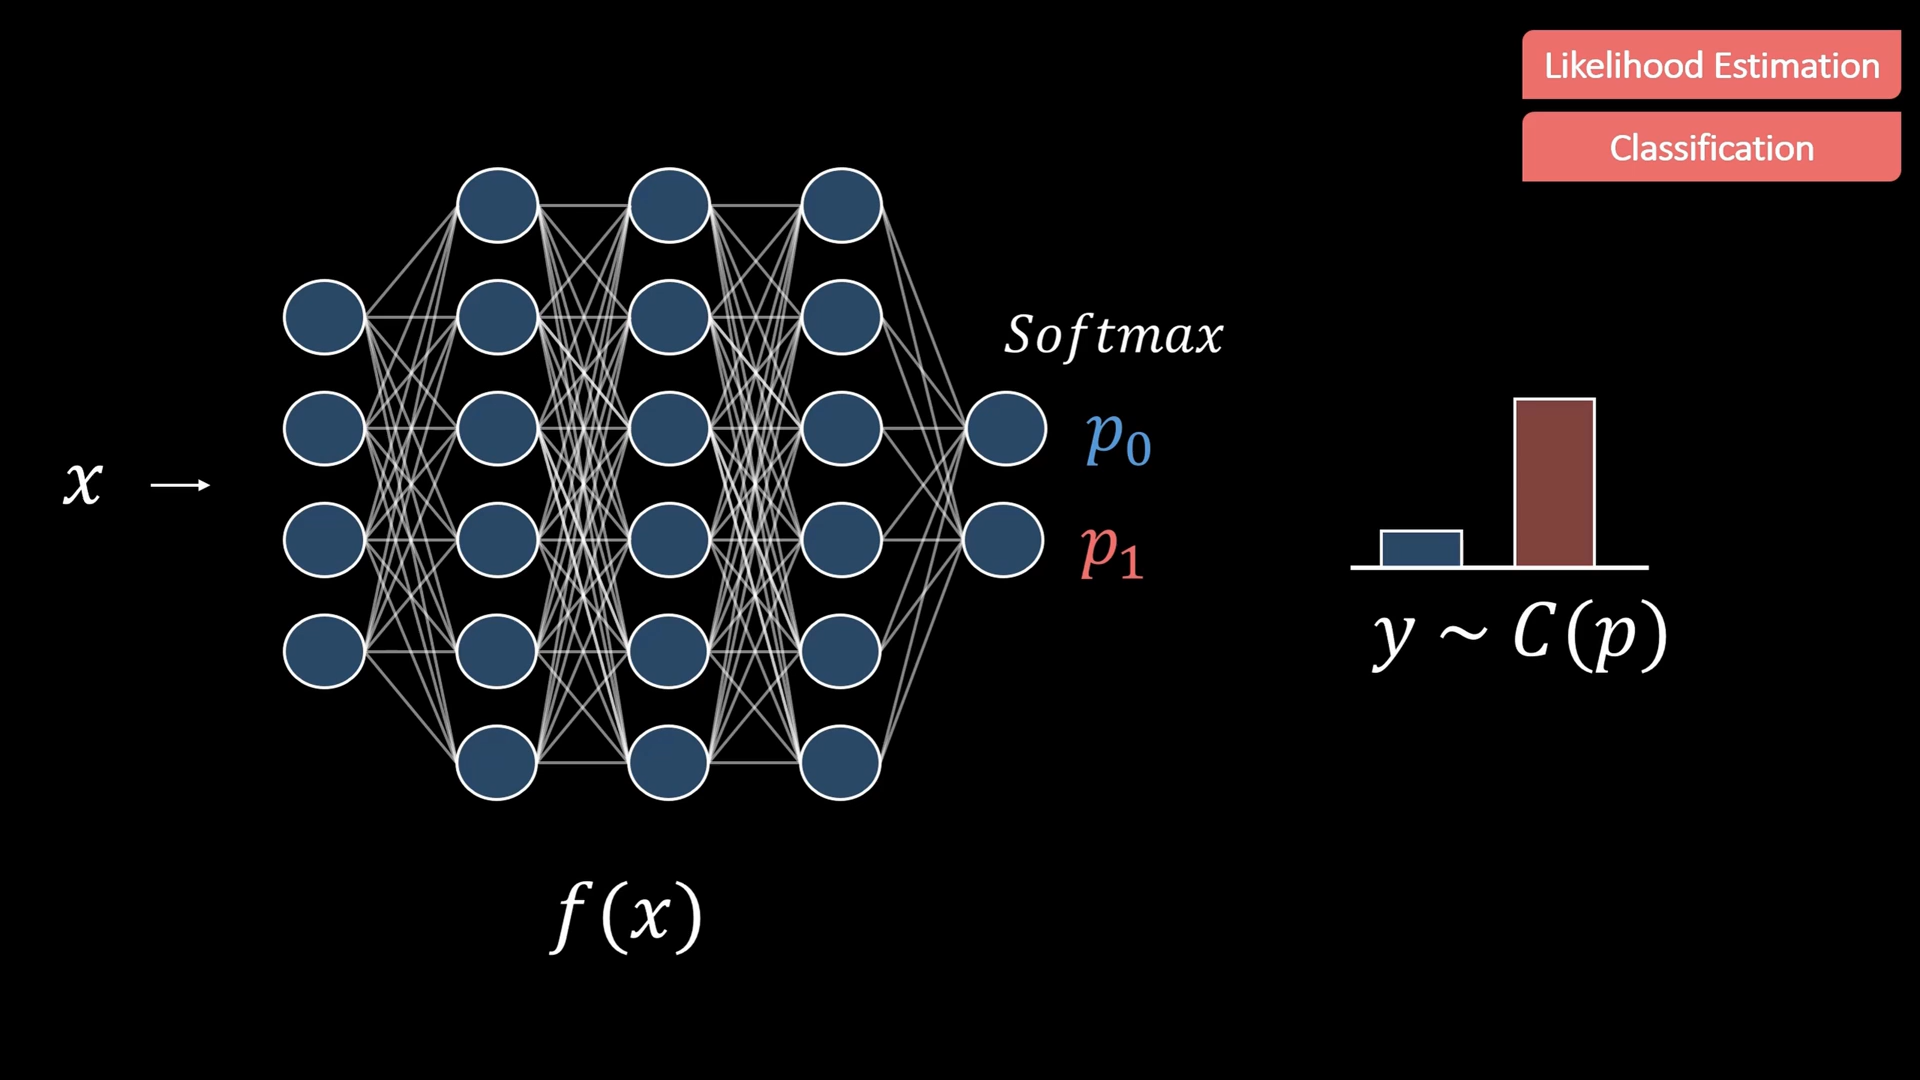 Likelihood Estimation
Classification
Softmax
p₀
x →
p₁
y ~ C(p)
f(x)